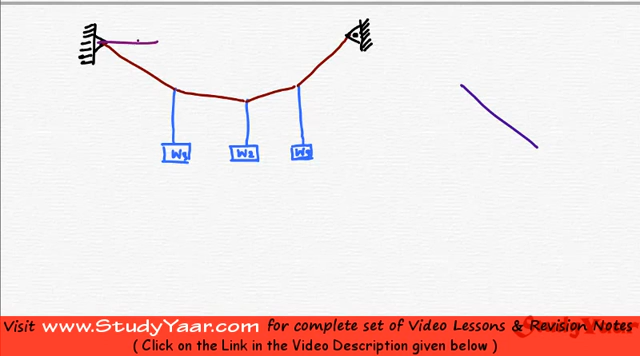 W1 W2 W3
StudyYaar
Visit www.StudyYaar.com for complete set of Video Lessons & Revision Notes
( Click on the Link in the Video Description given below )